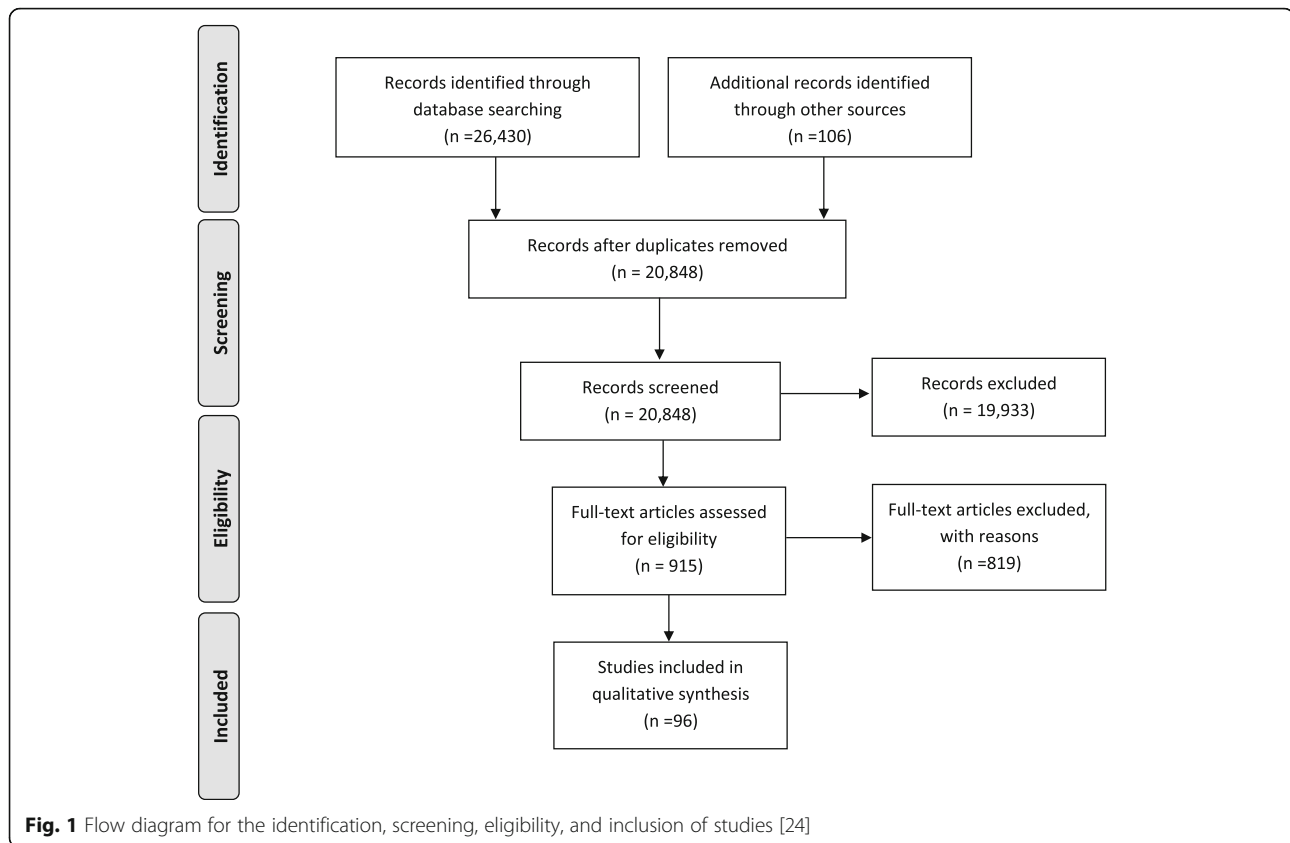 Identification
Records identified through
database searching
(n =26,430)
Additional records identified
through other sources
(n =106)
Screening
Records after duplicates removed
(n = 20,848)
Records screened
(n = 20,848)
Records excluded
(n = 19,933)
Eligibility
Full-text articles assessed
for eligibility
(n = 915)
Full-text articles excluded,
with reasons
(n =819)
Included
Studies included in
qualitative synthesis
(n =96)
Fig. 1 Flow diagram for the identification, screening, eligibility, and inclusion of studies [24]